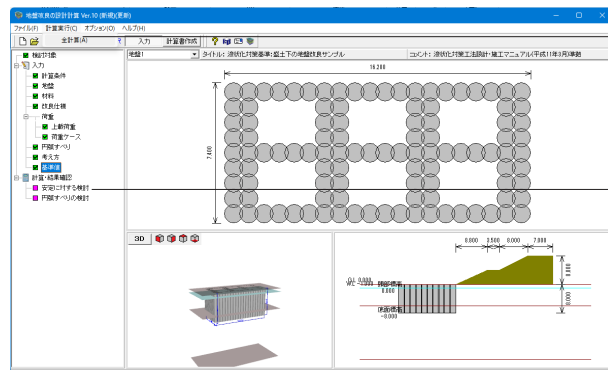 地盤改良の設計計算 Ver.10 (新規)(更新)
ファイル(F) 計算実行(C) オプション(O) ヘルプ(H)
全計算(A) 入力 計算書作成
地盤1 タイトル: 液状化対策基準:盛土下の地盤改良サンプル コメント: 液状化対策工法設計・施工マニュアル(平成11年3月)準拠
検討対象
入力
計算条件
地盤
材料
改良仕様
荷重
上載荷重
荷重ケース
円弧すべり
考え方
基準値
計算・結果確認
安定に対する検討
円弧すべりの検討
16.200
7.400
3D
8.000 3.500 8.000 7.000
8.000
0.000
-8.000
8.000